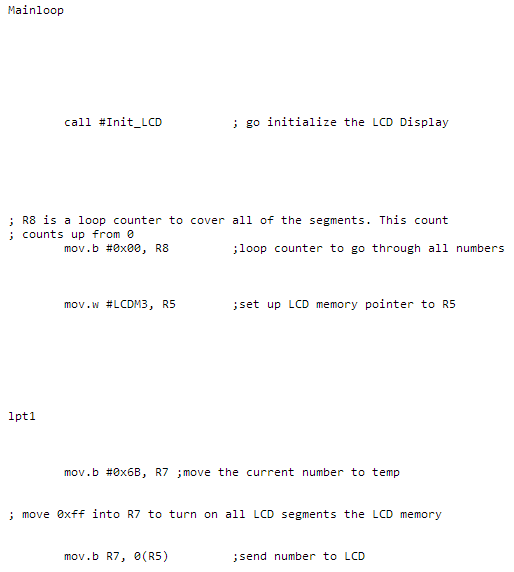 Mainloop
call #Init_LCD ; go initialize the LCD Display
; R8 is a loop counter to cover all of the segments. This count
; counts up from 0
mov.b #0x00, R8 ;loop counter to go through all numbers
mov.w #LCDM3, R5 ;set up LCD memory pointer to R5
lpt1
mov.b #0x6B, R7 ;move the current number to temp
; move 0xff into R7 to turn on all LCD segments the LCD memory
mov.b R7, 0(R5) ;send number to LCD